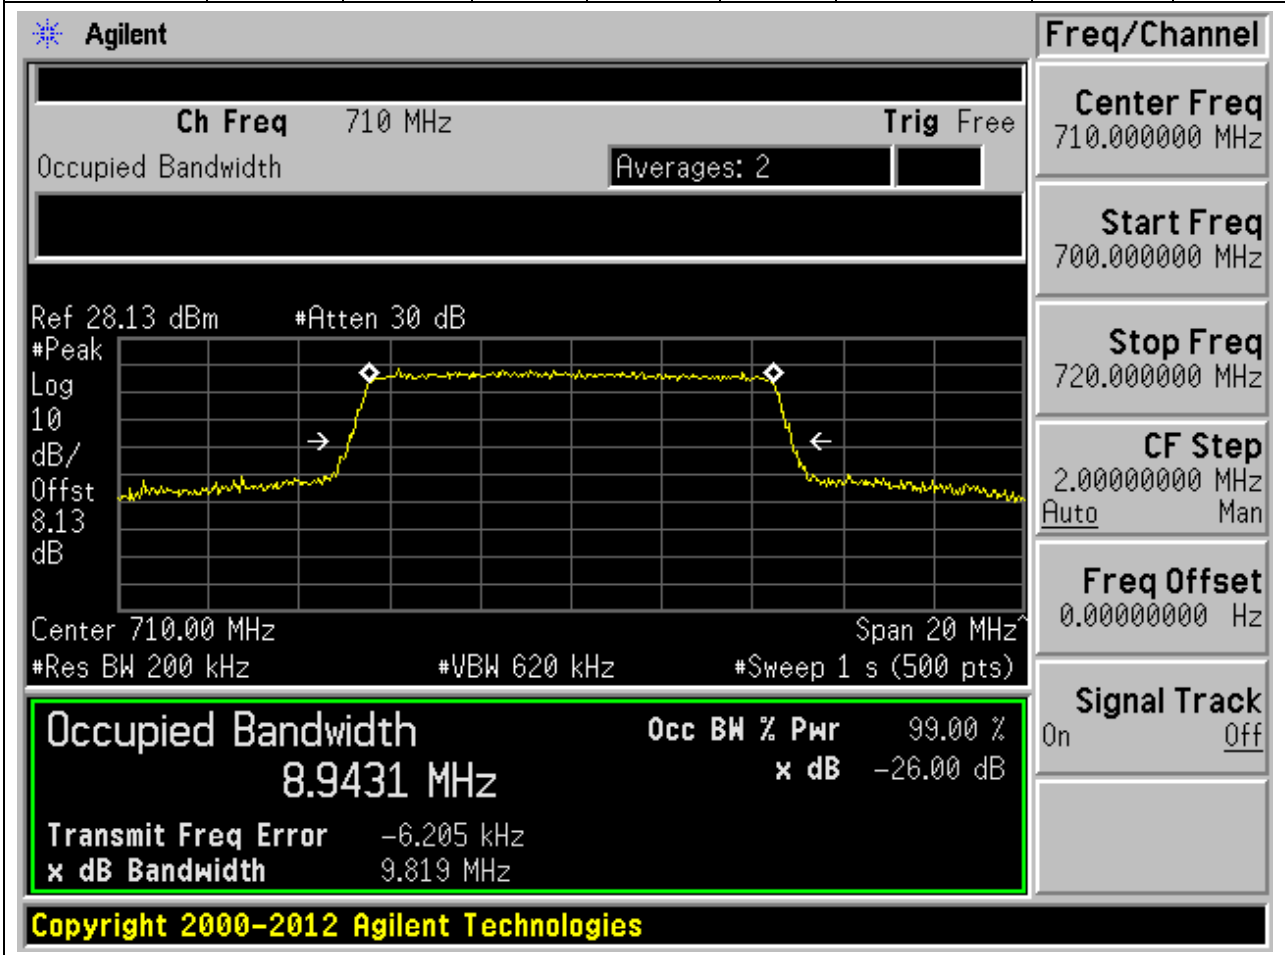 Agilent
Freq/Channel
Ch Freq 710 MHz Trig Free
Occupied Bandwidth Averages: 2
Center Freq
710.000000 MHz
Start Freq
700.000000 MHz
Stop Freq
720.000000 MHz
CF Step
2.00000000 MHz
Auto Man
Freq Offset
0.00000000 Hz
Signal Track
On Off
Ref 28.13 dBm #Atten 30 dB
#Peak
Log
10
dB/
Offst
8.13
dB
Center 710.00 MHz Span 20 MHz^
#Res BW 200 kHz #VBW 620 kHz #Sweep 1 s (500 pts)
Occupied Bandwidth Occ BW % Pwr 99.00 %
8.9431 MHz x dB -26.00 dB
Transmit Freq Error -6.205 kHz
x dB Bandwidth 9.819 MHz
Copyright 2000-2012 Agilent Technologies